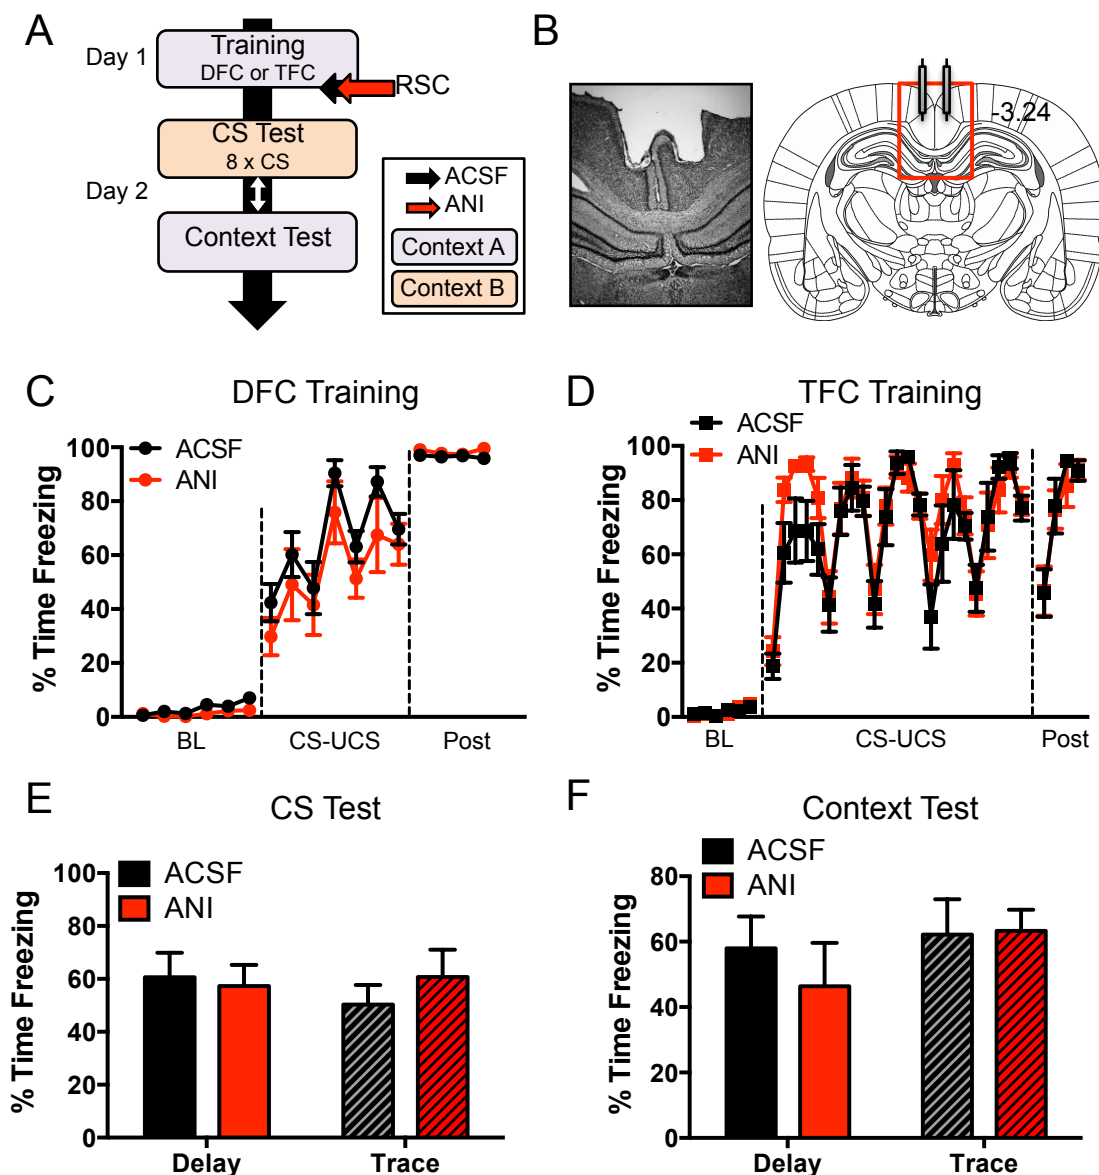 A
Day 1
Training
DFC or TFC
RSC
CS Test
8 x CS
Day 2
Context Test
ACSF
ANI
Context A
Context B
B
-3.24
C
DFC Training
ACSF
ANI
% Time Freezing
100
80
60
40
20
0
BL
CS-UCS
Post
D
TFC Training
ACSF
ANI
% Time Freezing
100
80
60
40
20
0
BL
CS-UCS
Post
E
CS Test
ACSF
ANI
% Time Freezing
100
80
60
40
20
0
Delay
Trace
F
Context Test
ACSF
ANI
% Time Freezing
80
60
40
20
0
Delay
Trace